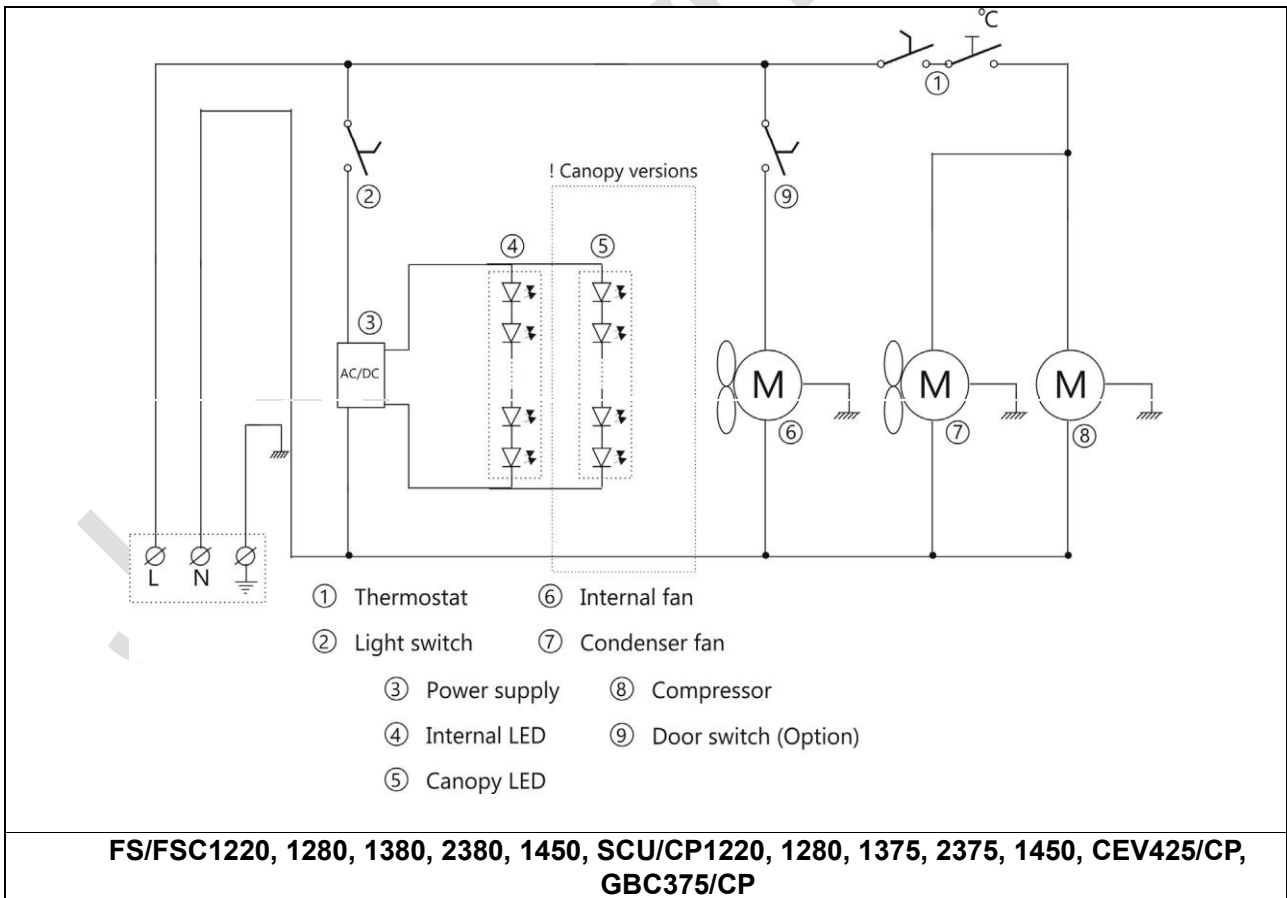 °C
①
②
! Canopy versions
⑨
④ ⑤
③
AC/DC
M M M
⑥ ⑦ ⑧
L N
① Thermostat ⑥ Internal fan
② Light switch ⑦ Condenser fan
③ Power supply ⑧ Compressor
④ Internal LED ⑨ Door switch (Option)
⑤ Canopy LED
FS/FSC1220, 1280, 1380, 2380, 1450, SCU/CP1220, 1280, 1375, 2375, 1450, CEV425/CP,
GBC375/CP